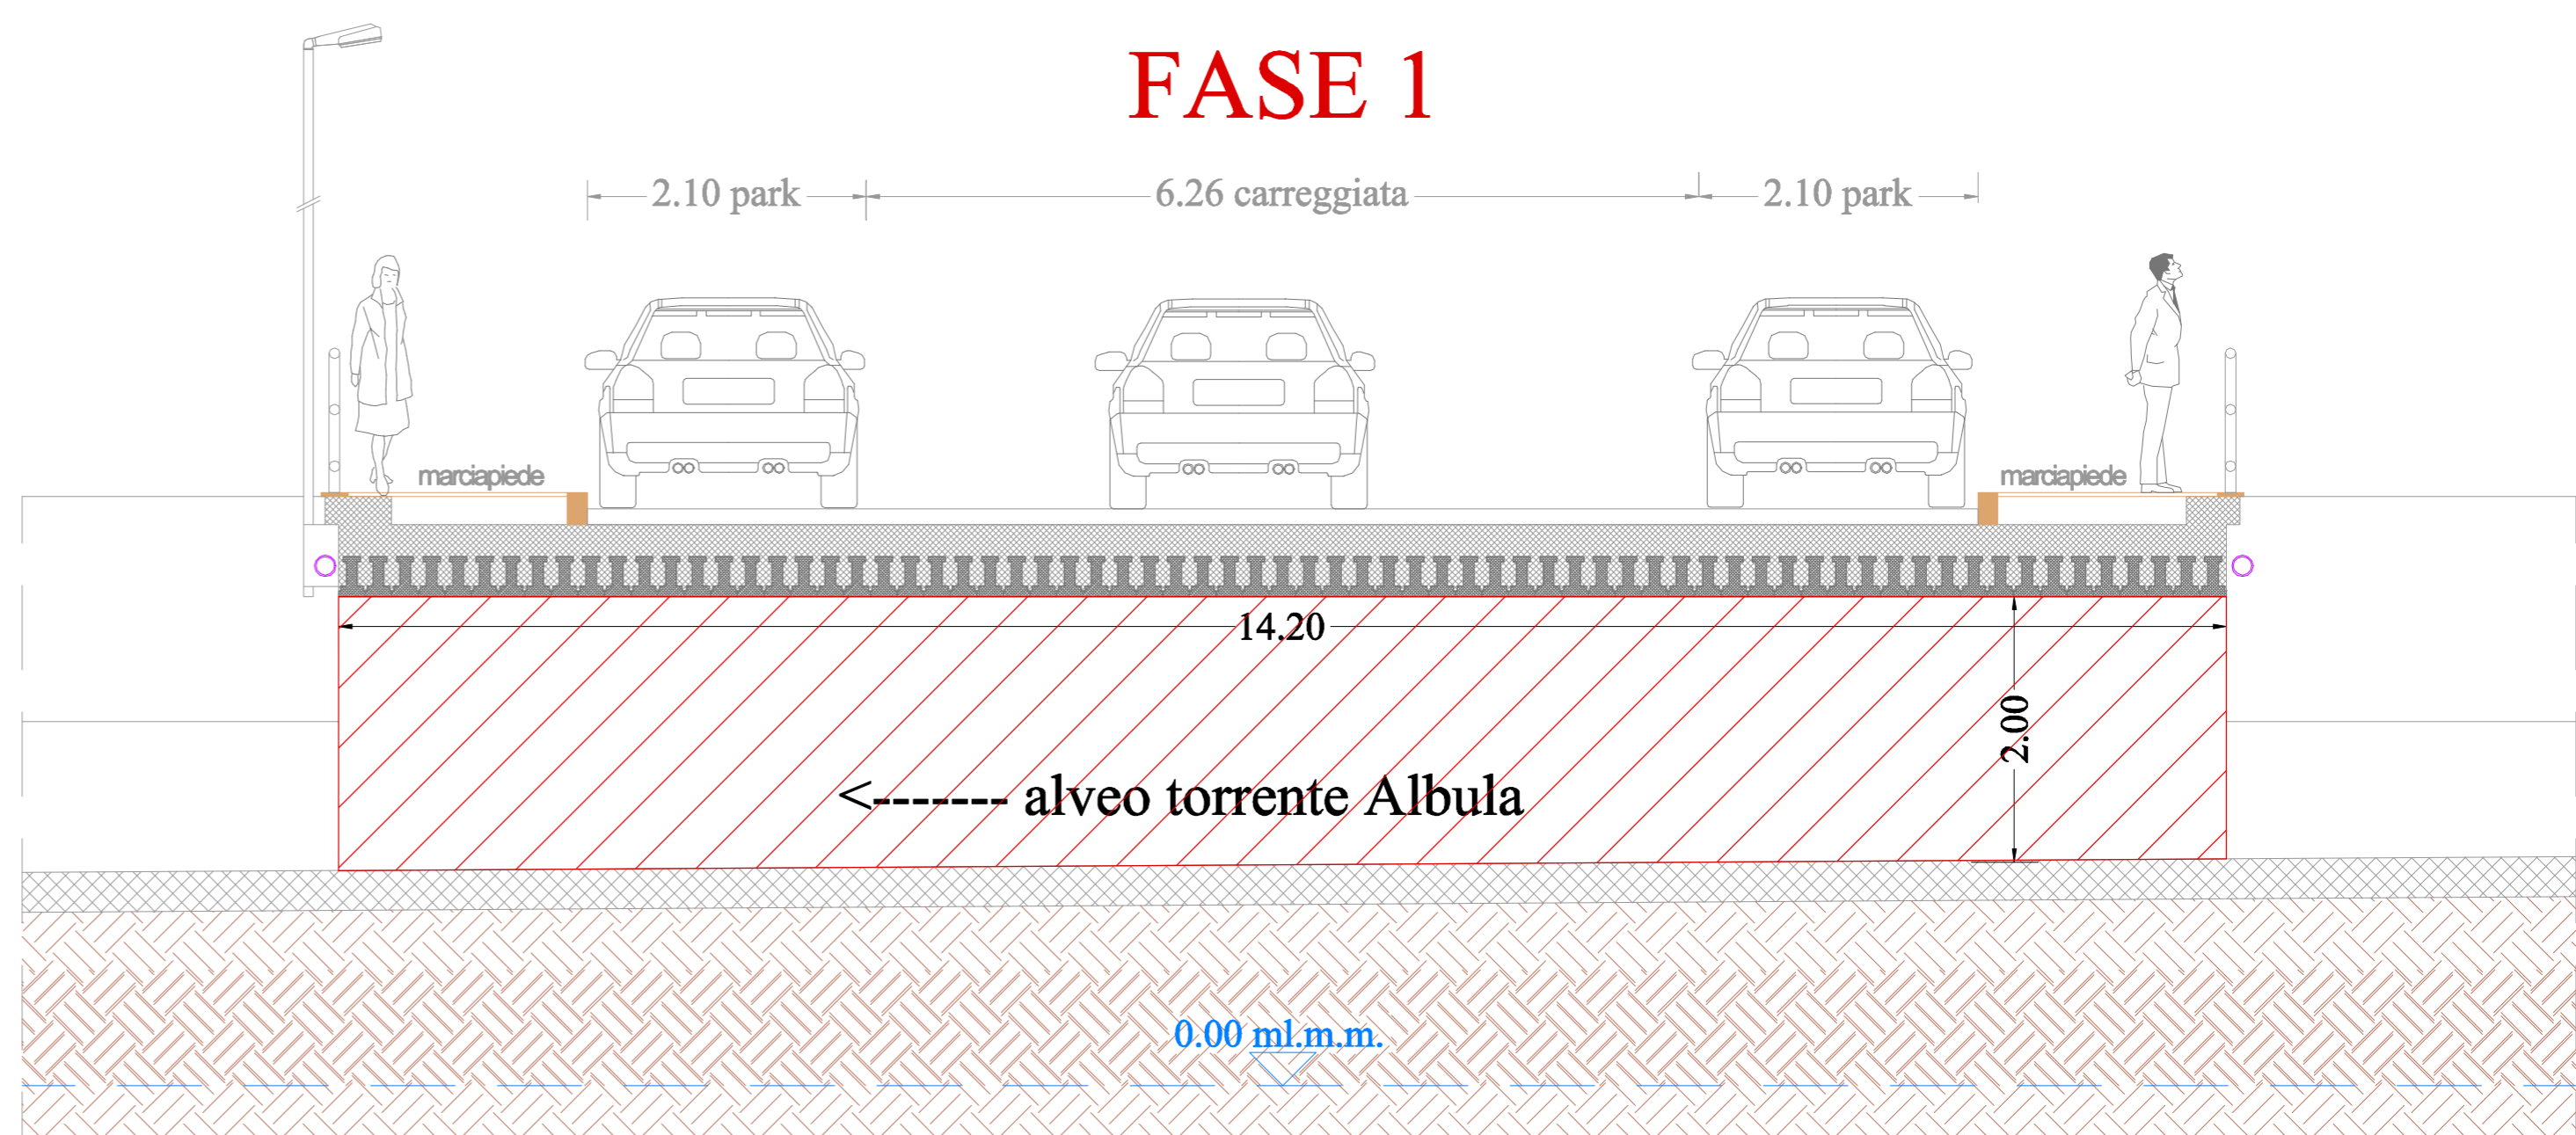 FASE 1
2.10 park
6.26 carreggiata
2.10 park
marciapiede
marciapiede
14.20
2.00
<------- alveo torrente Albula
0.00 ml.m.m.